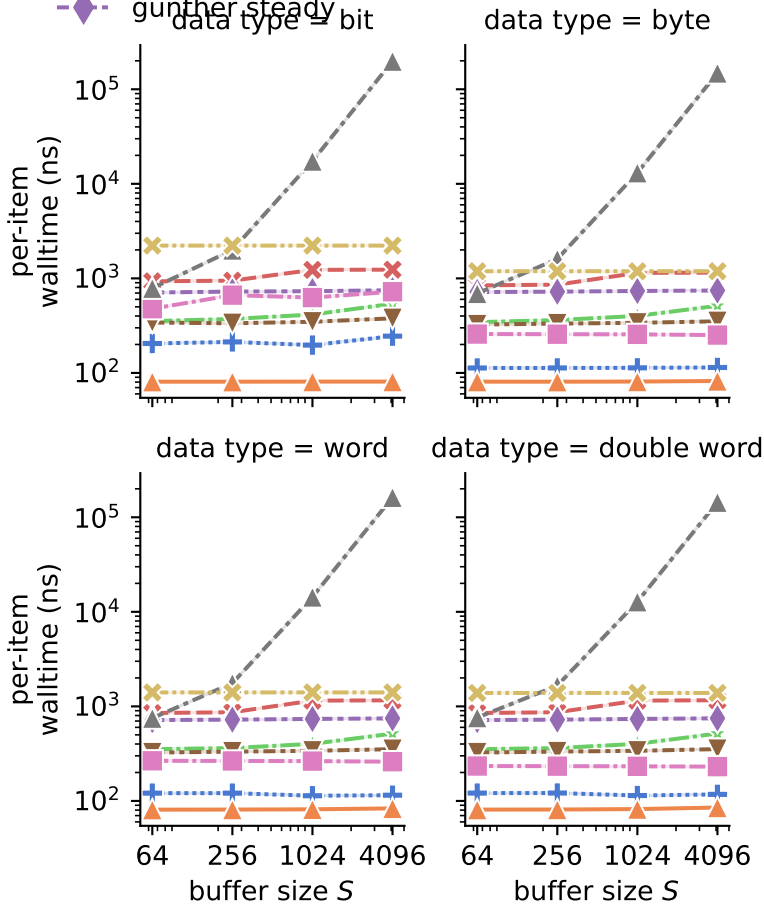 gunther steady
data type = bit
data type = byte
per-item
walltime (ns)
10^5
10^4
10^3
10^2
data type = word
data type = double word
per-item
walltime (ns)
10^5
10^4
10^3
10^2
64 256 1024 4096
64 256 1024 4096
buffer size S
buffer size S